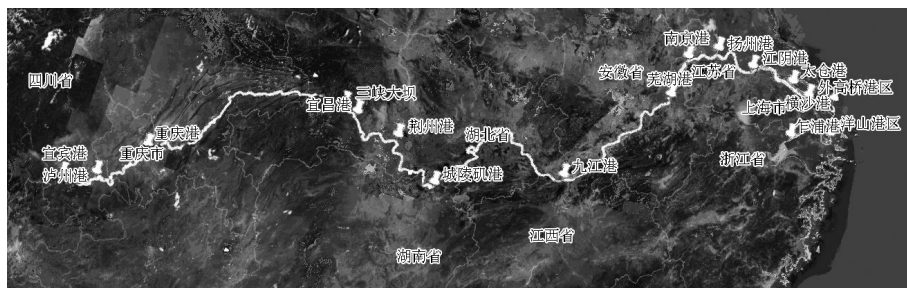 南京港
扬州港
江阴港
四川省
安徽省
江苏省
太仓港
芜湖港
外高桥港区
三峡大坝
宜昌港
上海市
横沙港
荆州港
重庆港
湖北省
乍浦港
洋山港区
宜宾港
重庆市
浙江省
九江港
泸州港
城陵矶港
江西省
湖南省